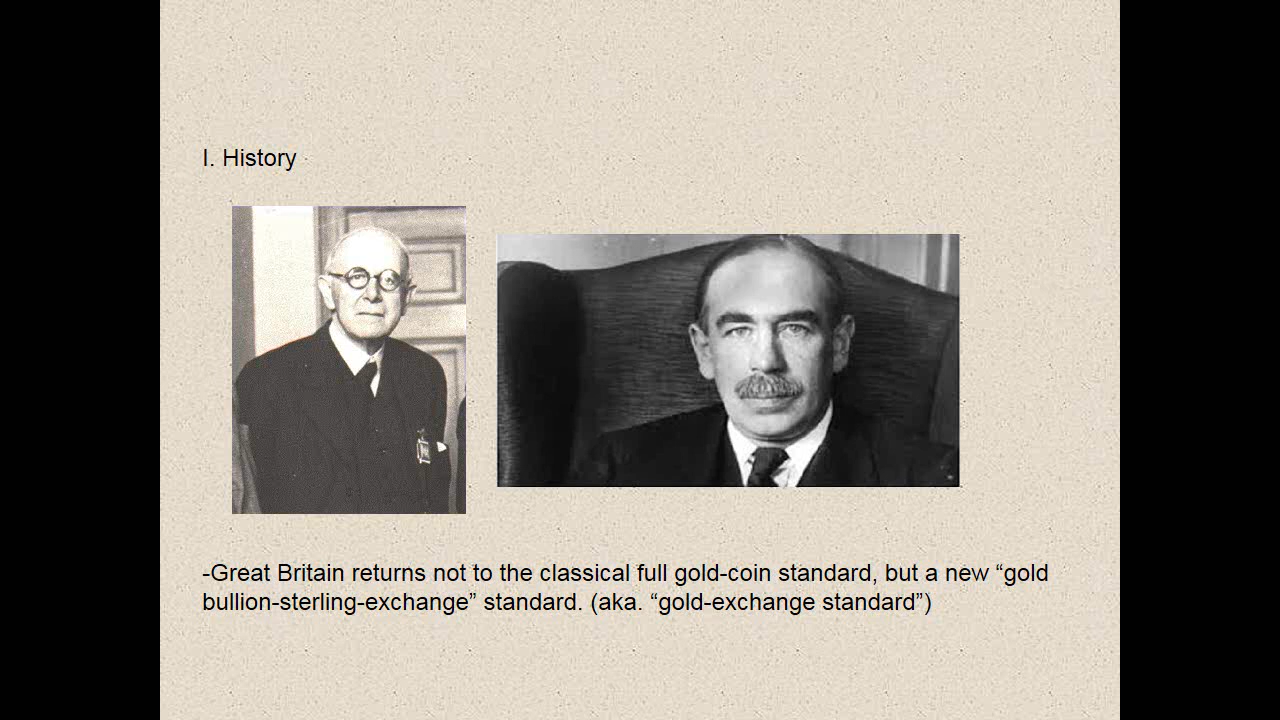 I. History
-Great Britain returns not to the classical full gold-coin standard, but a new “gold
bullion-sterling-exchange” standard. (aka. “gold-exchange standard”)